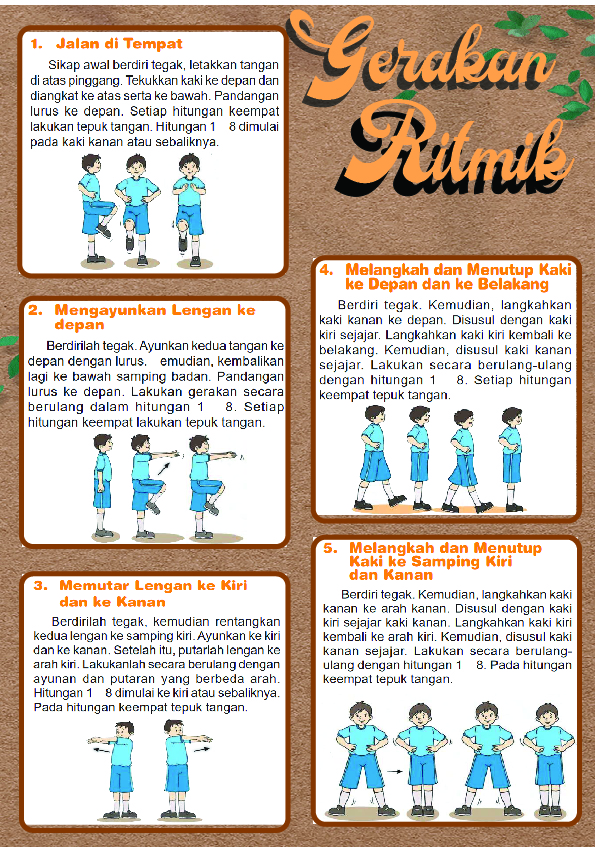 Gerakan
Ritmik
1. Jalan di Tempat
Sikap awal berdiri tegak, letakkan tangan
di atas pinggang. Tekukkan kaki ke depan dan
diangkat ke atas serta ke bawah. Pandangan
lurus ke depan. Setiap hitungan keempat
lakukan tepuk tangan. Hitungan 1 8 dimulai
pada kaki kanan atau sebaliknya.
2. Mengayunkan Lengan ke
depan
Berdirilah tegak. Ayunkan kedua tangan ke
depan dengan lurus. emudian, kembalikan
lagi ke bawah samping badan. Pandangan
lurus ke depan. Lakukan gerakan secara
berulang dalam hitungan 1 8. Setiap
hitungan keempat lakukan tepuk tangan.
3. Memutar Lengan ke Kiri
dan ke Kanan
Berdirilah tegak, kemudian rentangkan
kedua lengan ke samping kiri. Ayunkan ke kiri
dan ke kanan. Setelah itu, putarlah lengan ke
arah kiri. Lakukanlah secara berulang dengan
ayunan dan putaran yang berbeda arah.
Hitungan 1 8 dimulai ke kiri atau sebaliknya.
Pada hitungan keempat tepuk tangan.
4. Melangkah dan Menutup Kaki
ke Depan dan ke Belakang
Berdiri tegak. Kemudian, langkahkan
kaki kanan ke depan. Disusul dengan kaki
kiri sejajar. Langkahkan kaki kiri kembali ke
belakang. Kemudian, disusul kaki kanan
sejajar. Lakukan secara berulang-ulang
dengan hitungan 1 8. Setiap hitungan
keempat tepuk tangan.
5. Melangkah dan Menutup
Kaki ke Samping Kiri
dan Kanan
Berdiri tegak. Kemudian, langkahkan kaki
kanan ke arah kanan. Disusul dengan kaki
kiri sejajar kaki kanan. Langkahkan kaki kiri
kembali ke arah kiri. Kemudian, disusul kaki
kanan sejajar. Lakukan secara berulang-
ulang dengan hitungan 1 8. Pada hitungan
keempat tepuk tangan.